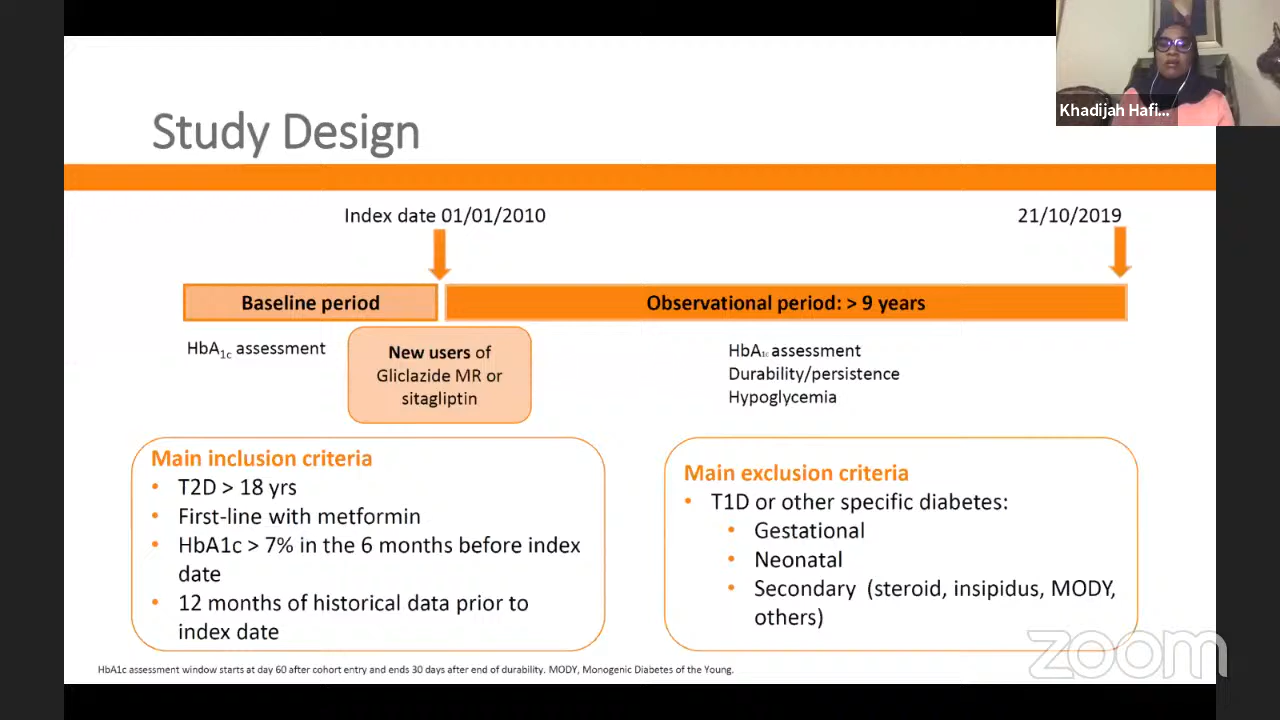 Khadijah Hafi...
Study Design
Index date 01/01/2010
21/10/2019
Baseline period
Observational period: > 9 years
HbA1c assessment
New users of
Gliclazide MR or
sitagliptin
HbA1c assessment
Durability/persistence
Hypoglycemia
Main inclusion criteria
• T2D > 18 yrs
• First-line with metformin
• HbA1c > 7% in the 6 months before index
date
• 12 months of historical data prior to
index date
Main exclusion criteria
• T1D or other specific diabetes:
• Gestational
• Neonatal
• Secondary (steroid, insipidus, MODY,
others)
HbA1c assessment window starts at day 60 after cohort entry and ends 30 days after end of durability. MODY, Monogenic Diabetes of the Young.
zoom